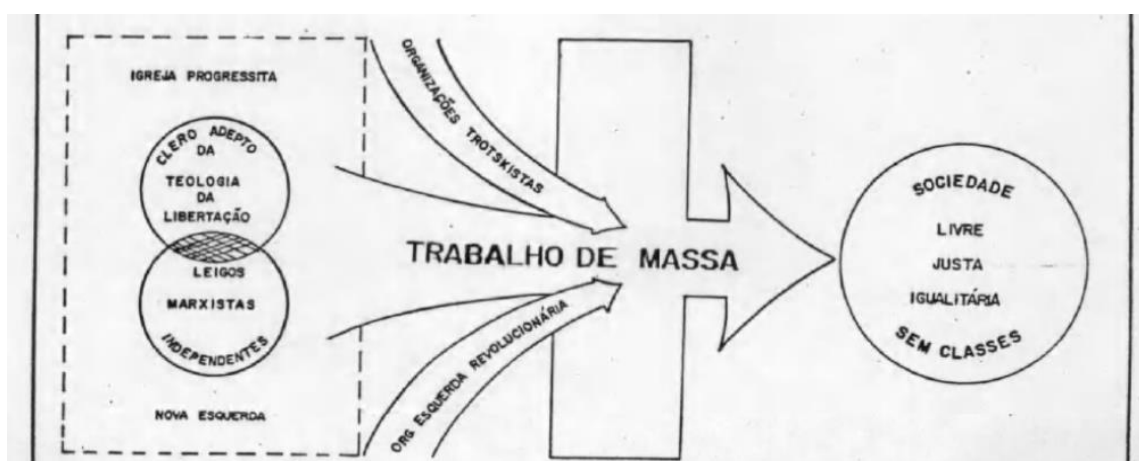 IGREJA PROGRESSITA
CLERO ADEPTO
DA
TEOLOGIA
DA
LIBERTAÇÃO
LEIGOS
MARXISTAS
INDEPENDENTES
NOVA ESQUERDA
ORGANIZAÇÕES TROTSKISTAS
TRABALHO DE MASSA
ORG ESQUERDA REVOLUCIONÁRIA
SOCIEDADE
LIVRE
JUSTA
IGUALITÁRIA
SEM CLASSES